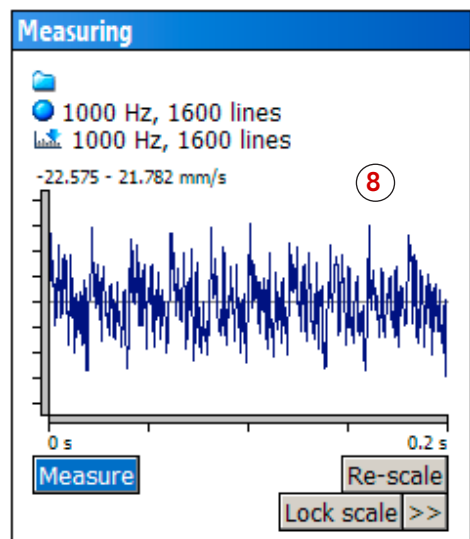 Measuring
1000 Hz, 1600 lines
1000 Hz, 1600 lines
-22.575 - 21.782 mm/s
8
0 s 0.2 s
Measure Re-scale
Lock scale >>